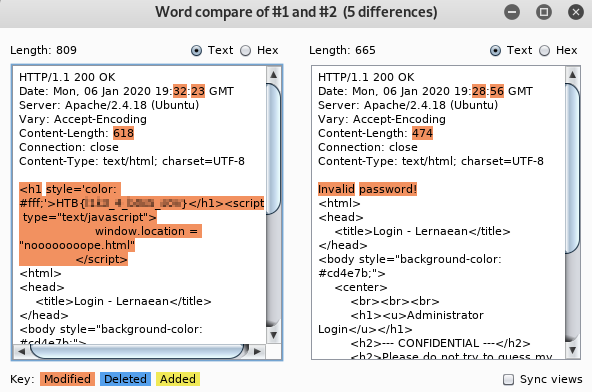 Word compare of #1 and #2 (5 differences)
Length: 809
Text
Hex
HTTP/1.1 200 OK
Date: Mon, 06 Jan 2020 19:32:23 GMT
Server: Apache/2.4.18 (Ubuntu)
Vary: Accept-Encoding
Content-Length: 618
Connection: close
Content-Type: text/html; charset=UTF-8
<h1 style='color:
#fff;'>HTB{ }</h1><script
type="text/javascript">
window.location =
"noooooooope.html"
</script>
<html>
<head>
<title>Login - Lernaean</title>
</head>
<body style="background-color:
#cd4e7b;">
Length: 665
Text
Hex
HTTP/1.1 200 OK
Date: Mon, 06 Jan 2020 19:28:56 GMT
Server: Apache/2.4.18 (Ubuntu)
Vary: Accept-Encoding
Content-Length: 474
Connection: close
Content-Type: text/html; charset=UTF-8
Invalid password!
<html>
<head>
<title>Login - Lernaean</title>
</head>
<body style="background-color:
#cd4e7b;">
<center>
<br><br><br>
<h1><u>Administrator
Login</u></h1>
<h2>--- CONFIDENTIAL ---</h2>
<h2>Please do not try to guess my
Key:
Modified
Deleted
Added
Sync views